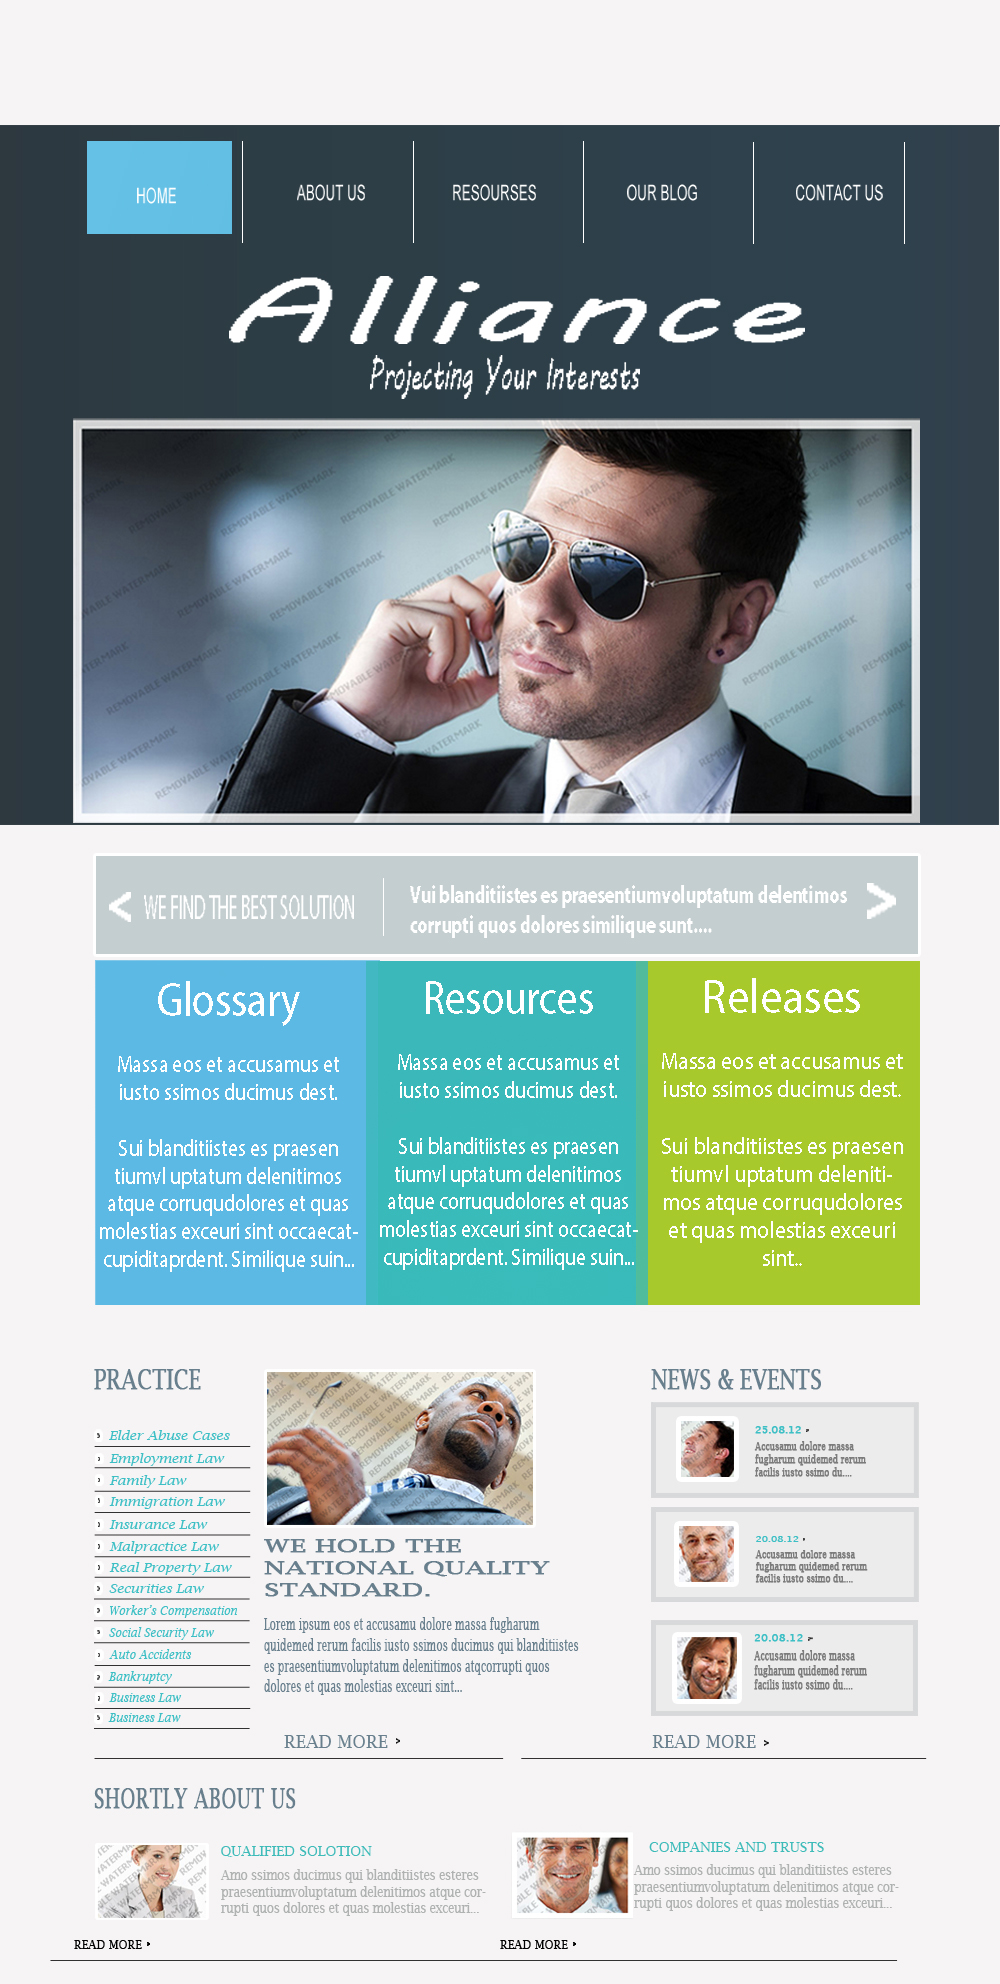 HOME
ABOUT US
RESOURSES
OUR BLOG
CONTACT US
Alliance
Projecting Your Interests
REMOVABLE WATERMARK
WE FIND THE BEST SOLUTION
Vui blanditiistes es praesentiumvoluptatum delentimos
corrupti quos dolores similique sunt....
Glossary
Massa eos et accusamus et
iusto ssimos ducimus dest.
Sui blanditiistes es praesen
tiumvl uptatum delenitimos
atque corruqudolores et quas
molestias exceuri sint occaecat-
cupiditaprdent. Similique suin...
Resources
Massa eos et accusamus et
iusto ssimos ducimus dest.
Sui blanditiistes es praesen
tiumvl uptatum delenitimos
atque corruqudolores et quas
molestias exceuri sint occaecat-
cupiditaprdent. Similique suin...
Releases
Massa eos et accusamus et
iusto ssimos ducimus dest.
Sui blanditiistes es praesen
tiumvl uptatum deleniti-
mos atque corruqudolores
et quas molestias exceuri
sint..
PRACTICE
Elder Abuse Cases
Employment Law
Family Law
Immigration Law
Insurance Law
Malpractice Law
Real Property Law
Securities Law
Worker's Compensation
Social Security Law
Auto Accidents
Bankruptcy
Business Law
Business Law
WE HOLD THE
NATIONAL QUALITY
STANDARD.
Lorem ipsum eos et accusamu dolore massa fugharum
quidemed rerum facilis iusto ssimos ducimus qui blanditiistes
es praesentiumvoluptatum delenitimos atqcorrupti quos
dolores et quas molestias exceuri sint...
READ MORE
NEWS & EVENTS
25.08.12
Accusamu dolore massa
fugharum quidemed rerum
facilis iusto ssimo du....
20.08.12
Accusamu dolore massa
fugharum quidemed rerum
facilis iusto ssimo du....
20.08.12
Accusamu dolore massa
fugharum quidemed rerum
facilis iusto ssimo du....
READ MORE
SHORTLY ABOUT US
QUALIFIED SOLOTION
Amo ssimos ducimus qui blanditiistes esteres
praesentiumvoluptatum delenitimos atque cor-
rupti quos dolores et quas molestias exceuri...
READ MORE
COMPANIES AND TRUSTS
Amo ssimos ducimus qui blanditiistes esteres
praesentiumvoluptatum delenitimos atque cor-
rupti quos dolores et quas molestias exceuri...
READ MORE